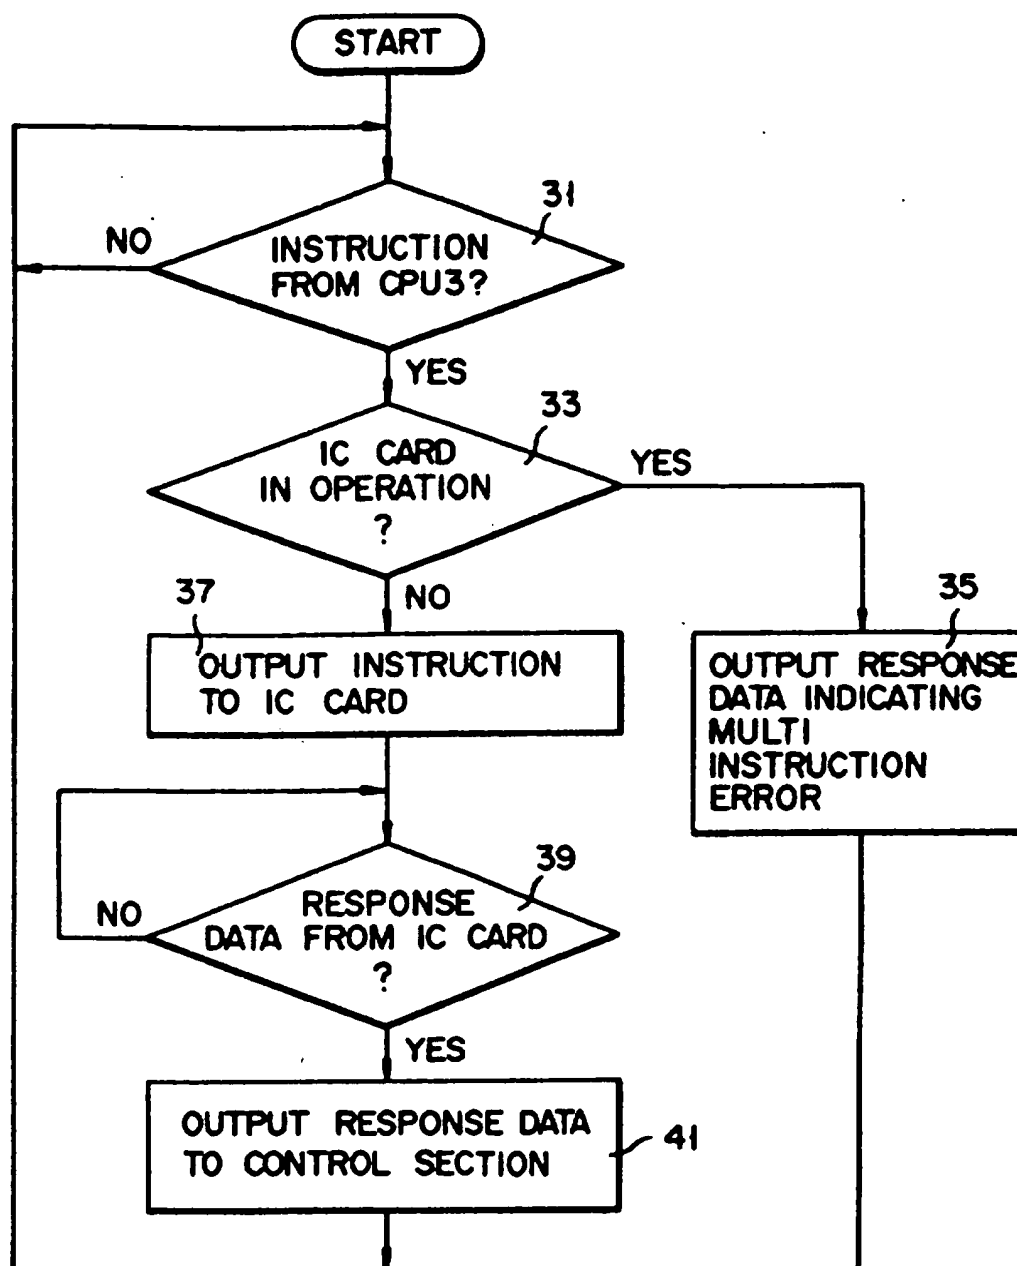 START
31
NO
INSTRUCTION
FROM CPU3?
YES
33
IC CARD
IN OPERATION
?
YES
NO
37
OUTPUT INSTRUCTION
TO IC CARD
35
OUTPUT RESPONSE
DATA INDICATING
MULTI
INSTRUCTION
ERROR
39
NO
RESPONSE
DATA FROM IC CARD
?
YES
OUTPUT RESPONSE DATA
TO CONTROL SECTION
41